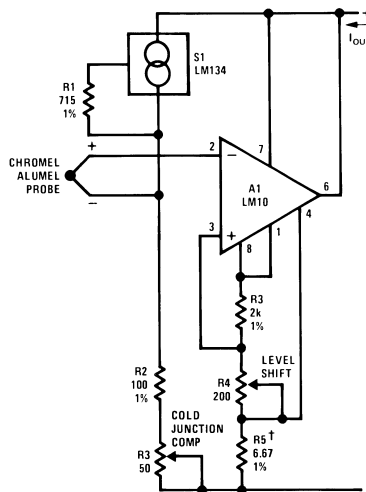 S1
LM134
R1
715
1%
+
CHROMEL
ALUMEL
PROBE
–
2
–
7
A1
LM10
6
4
3
+
8
1
R3
2k
1%
LEVEL
SHIFT
R4
200
R2
100
1%
COLD
JUNCTION
COMP
R3
50
R5†
6.67
1%